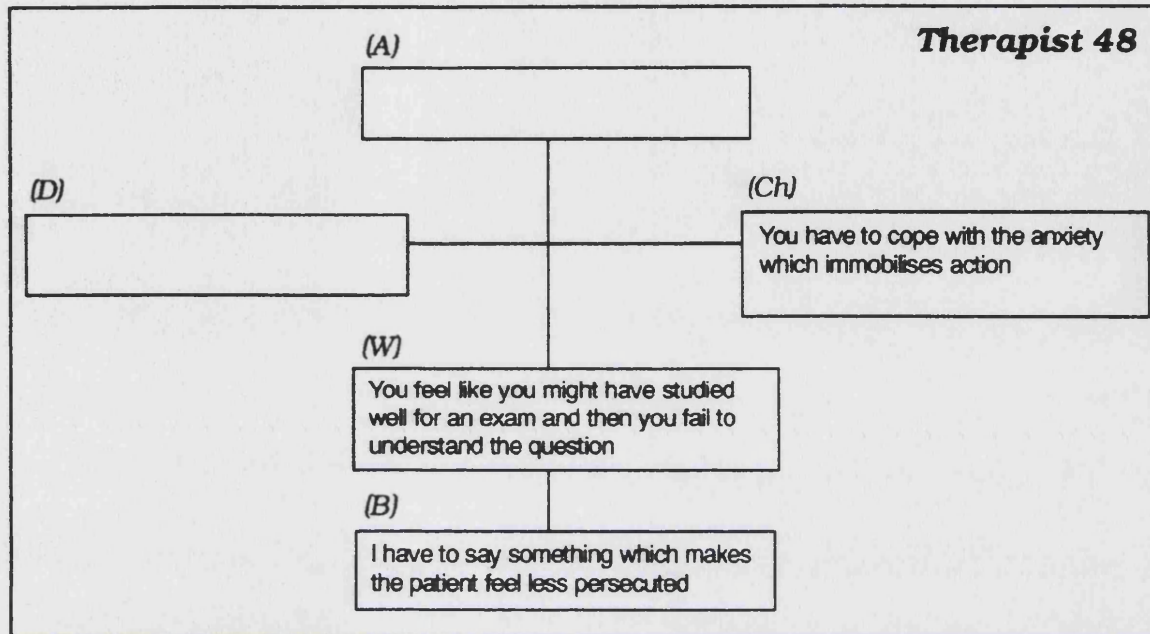 Therapist 48
(A)
(D)
(Ch)
You have to cope with the anxiety
which immobilises action
(W)
You feel like you might have studied
well for an exam and then you fail to
understand the question
(B)
I have to say something which makes
the patient feel less persecuted